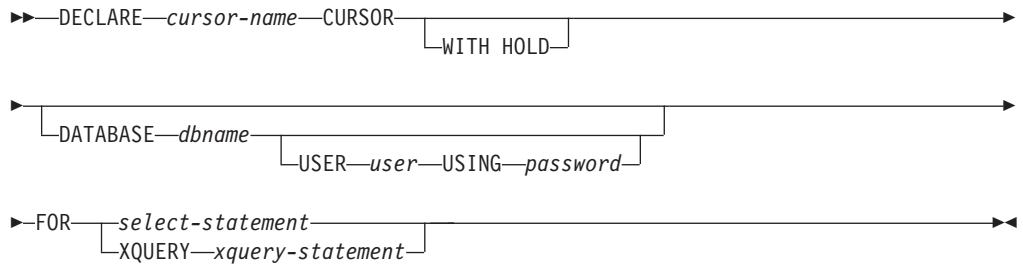 DECLARE cursor-name CURSOR
WITH HOLD
DATABASE dbname
USER user USING password
FOR select-statement
XQUERY xquery-statement